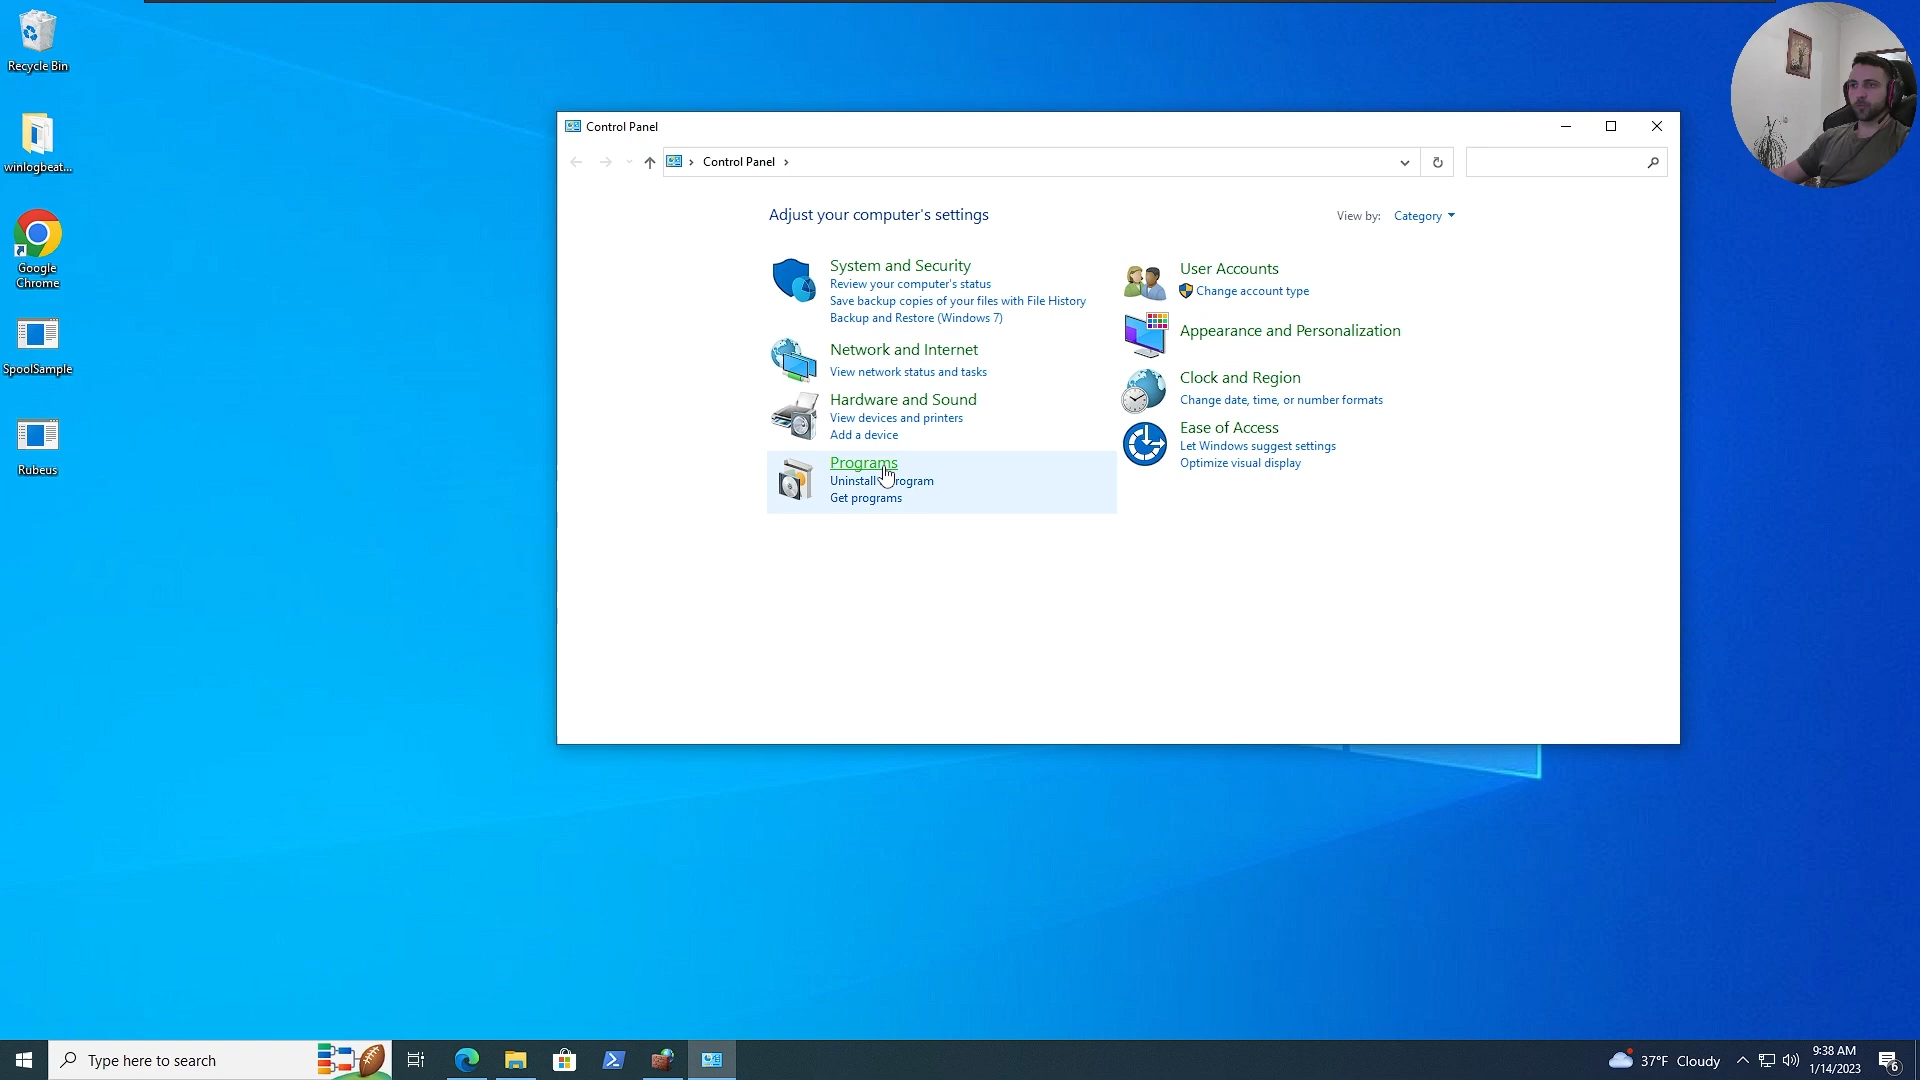 Recycle Bin
winlogbeat...
Google
Chrome
SpoolSample
Rubeus
Control Panel
Control Panel
Adjust your computer's settings
View by: Category
System and Security
Review your computer's status
Save backup copies of your files with File History
Backup and Restore (Windows 7)
Network and Internet
View network status and tasks
Hardware and Sound
View devices and printers
Add a device
Programs
Uninstall program
Get programs
User Accounts
Change account type
Appearance and Personalization
Clock and Region
Change date, time, or number formats
Ease of Access
Let Windows suggest settings
Optimize visual display
Type here to search
37°F Cloudy
9:38 AM
1/14/2023
6